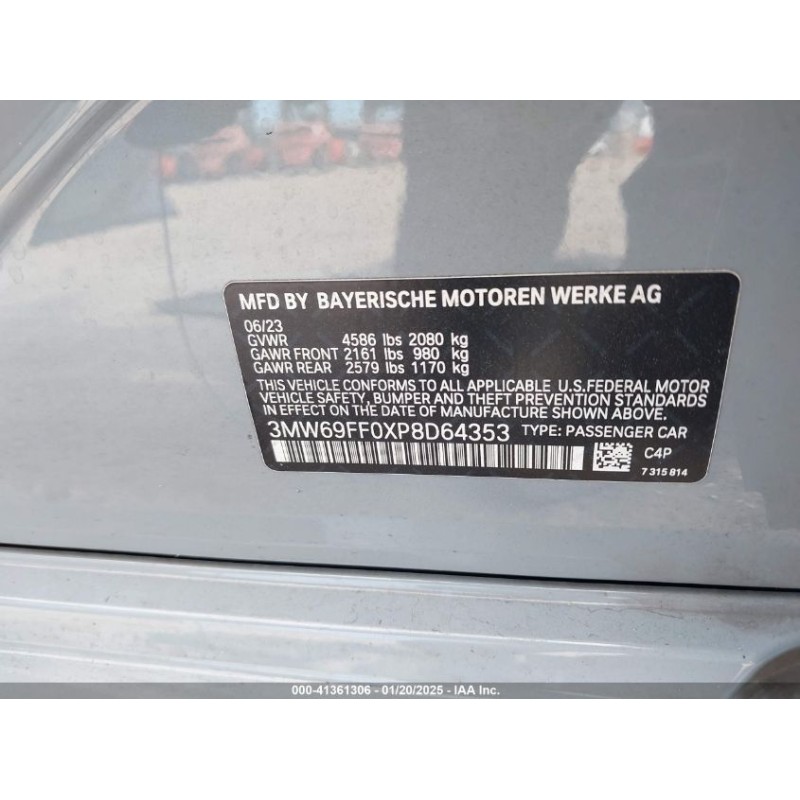 MFD BY BAYERISCHE MOTOREN WERKE AG
06/23
GVWR 4586 lbs 2080 kg
GAWR FRONT 2161 lbs 980 kg
GAWR REAR 2579 lbs 1170 kg
THIS VEHICLE CONFORMS TO ALL APPLICABLE U.S.FEDERAL MOTOR
VEHICLE SAFETY, BUMPER AND THEFT PREVENTION STANDARDS
IN EFFECT ON THE DATE OF MANUFACTURE SHOWN ABOVE.
3MW69FF0XP8D64353 TYPE: PASSENGER CAR
C4P
7 315 814
000-41361306 - 01/20/2025 - IAA Inc.